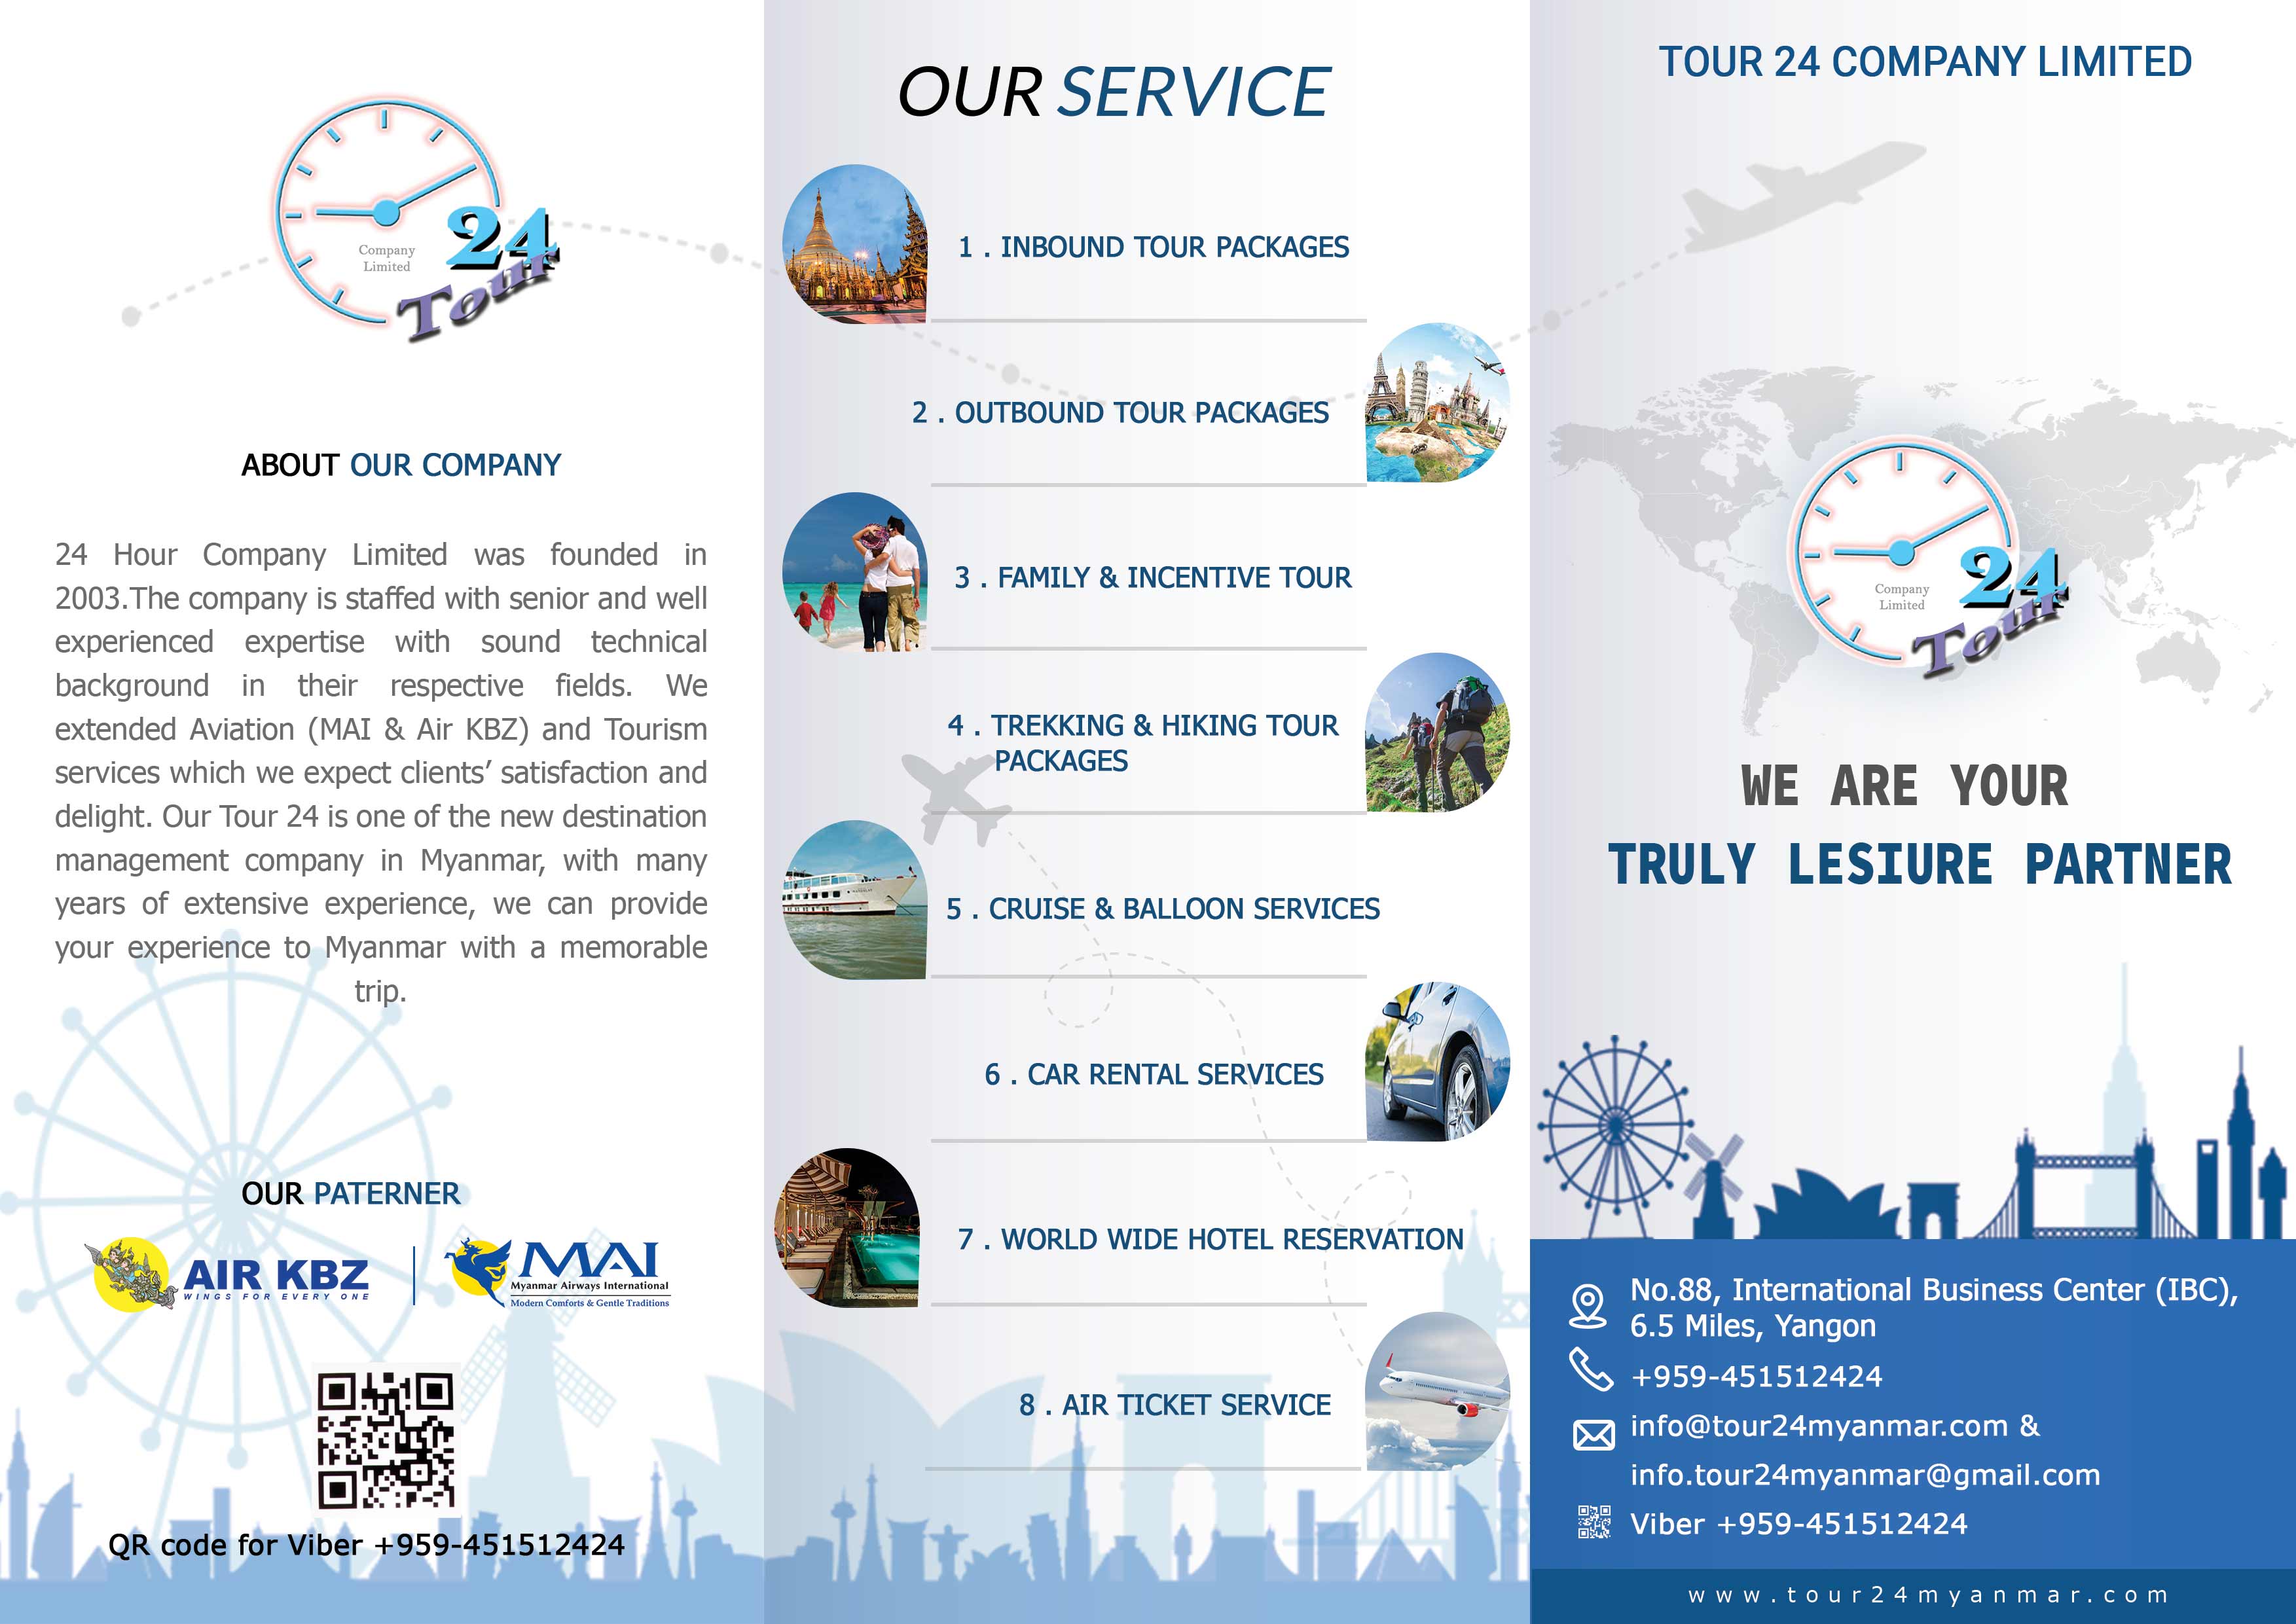 Company
Limited
24
Tour
ABOUT OUR COMPANY
24 Hour Company Limited was founded in
2003.The company is staffed with senior and well
experienced expertise with sound technical
background in their respective fields. We
extended Aviation (MAI & Air KBZ) and Tourism
services which we expect clients’ satisfaction and
delight. Our Tour 24 is one of the new destination
management company in Myanmar, with many
years of extensive experience, we can provide
your experience to Myanmar with a memorable
trip.
OUR PATERNER
AIR KBZ
WINGS FOR EVERY ONE
MAI
Myanmar Airways International
Modern Comforts & Gentle Traditions
QR code for Viber +959-451512424
OUR SERVICE
1 . INBOUND TOUR PACKAGES
2 . OUTBOUND TOUR PACKAGES
3 . FAMILY & INCENTIVE TOUR
4 . TREKKING & HIKING TOUR
PACKAGES
5 . CRUISE & BALLOON SERVICES
6 . CAR RENTAL SERVICES
7 . WORLD WIDE HOTEL RESERVATION
8 . AIR TICKET SERVICE
TOUR 24 COMPANY LIMITED
Company
Limited
24
Tour
WE ARE YOUR
TRULY LESIURE PARTNER
No.88, International Business Center (IBC),
6.5 Miles, Yangon
+959-451512424
info@tour24myanmar.com &
info.tour24myanmar@gmail.com
Viber +959-451512424
www.tour24myanmar.com